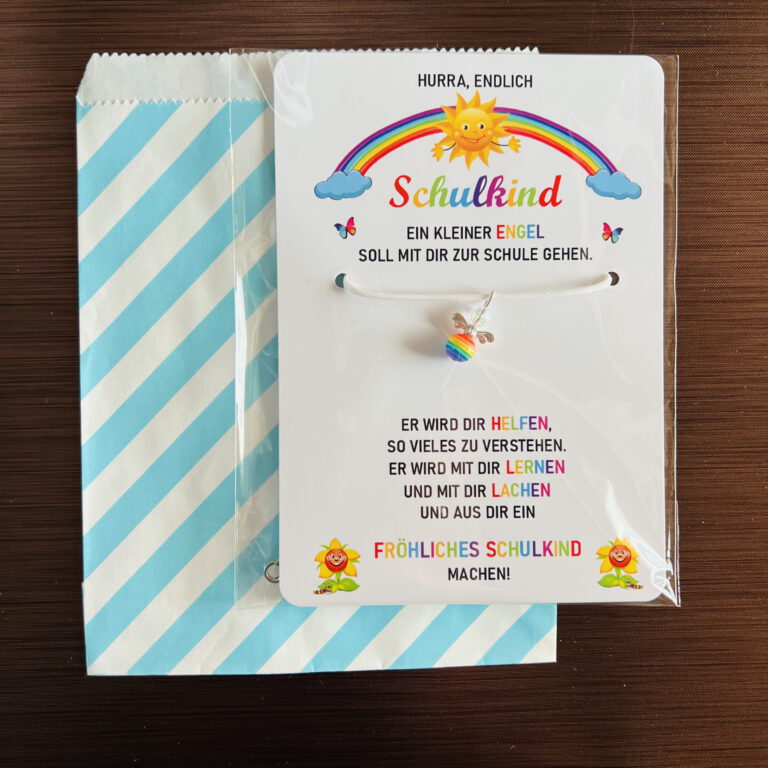 HURRA, ENDLICH
Schulkind
EIN KLEINER ENGEL
SOLL MIT DIR ZUR SCHULE GEHEN.
ER WIRD DIR HELFEN,
SO VIELES ZU VERSTEHEN.
ER WIRD MIT DIR LERNEN
UND MIT DIR LACHEN
UND AUS DIR EIN
FRÖHLICHES SCHULKIND
MACHEN!